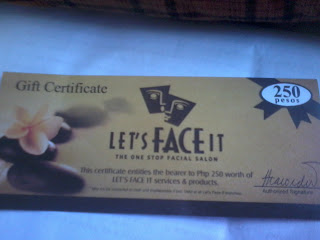 Gift Certificate
250
pesos
LET'S FACE IT
THE ONE STOP FACIAL SALON
This certificate entitles the bearer to Php 250 worth of
LET'S FACE IT services & products.
Authorized Signature